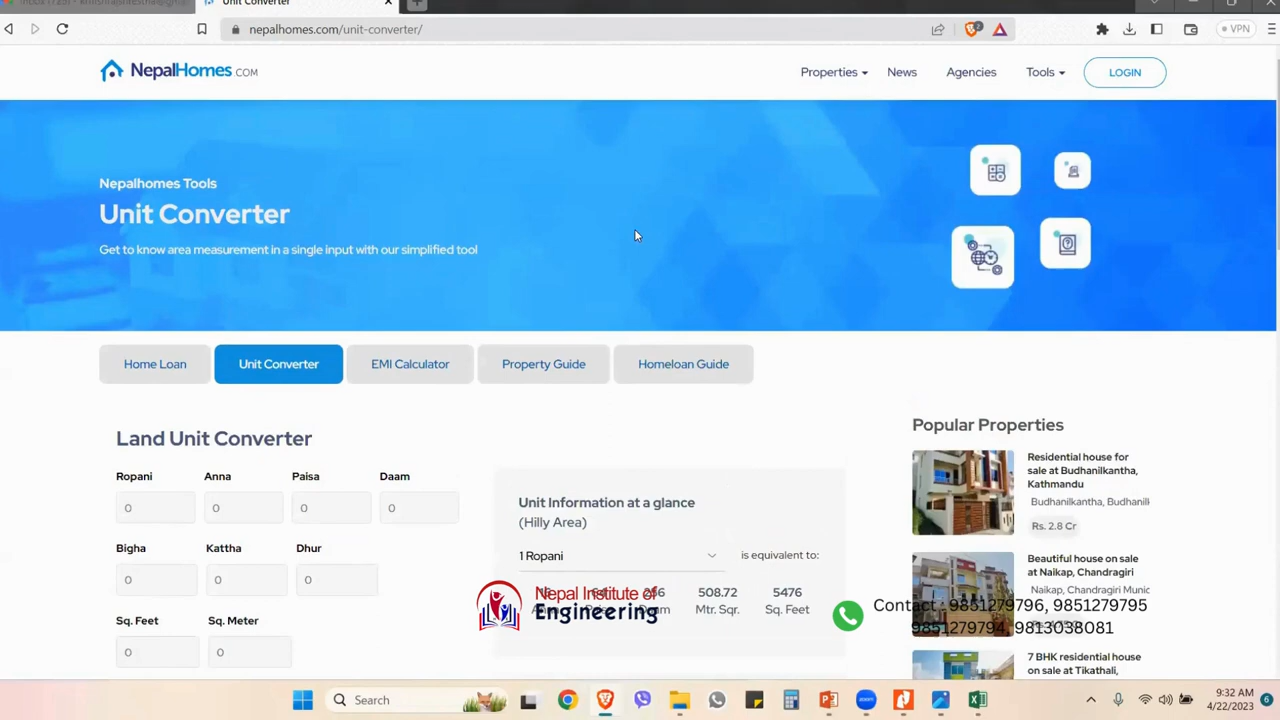 Unit Converter
nepalhomes.com/unit-converter/
2
VPN
NepalHomes.COM
Properties
News
Agencies
Tools
LOGIN
Nepalhomes Tools
Unit Converter
Get to know area measurement in a single input with our simplified tool
Home Loan
Unit Converter
EMI Calculator
Property Guide
Homeloan Guide
Land Unit Converter
Ropani Anna Paisa Daam
0 0 0 0
Bigha Kattha Dhur
0 0 0
Sq. Feet Sq. Meter
0 0
Unit Information at a glance
(Hilly Area)
1 Ropani is equivalent to:
508.72 5476
Mtr. Sqr. Sq. Feet
Nepal Institute of
Engineering
Popular Properties
Residential house for
sale at Budhanilkantha,
Kathmandu
Budhanilkantha, Budhanilk
Rs. 2.8 Cr
Beautiful house on sale
at Naikap, Chandragiri
Naikap, Chandragiri Munic
Contact : 9851279796, 9851279795
9851279794, 9813038081
7 BHK residential house
on sale at Tikathali,
Search
9:32 AM
4/22/2023
6